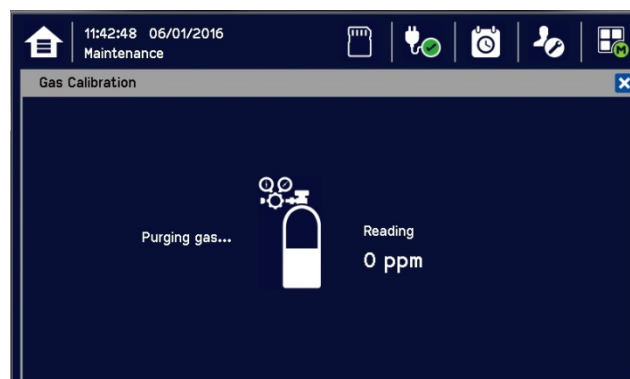 11:42:48 06/01/2016
Maintenance
Gas Calibration
Purging gas...
Reading
0 ppm
M